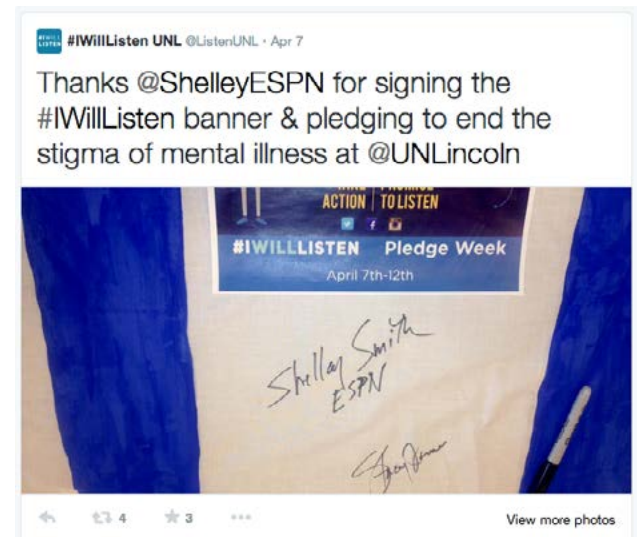 #IWillListen UNL @ListenUNL · Apr 7
Thanks @ShelleyESPN for signing the
#IWillListen banner & pledging to end the
stigma of mental illness at @UNLincoln
ACTION TO LISTEN
#IWILLLISTEN Pledge Week
April 7th-12th
Shelley Smith
ESPN
4 3
View more photos